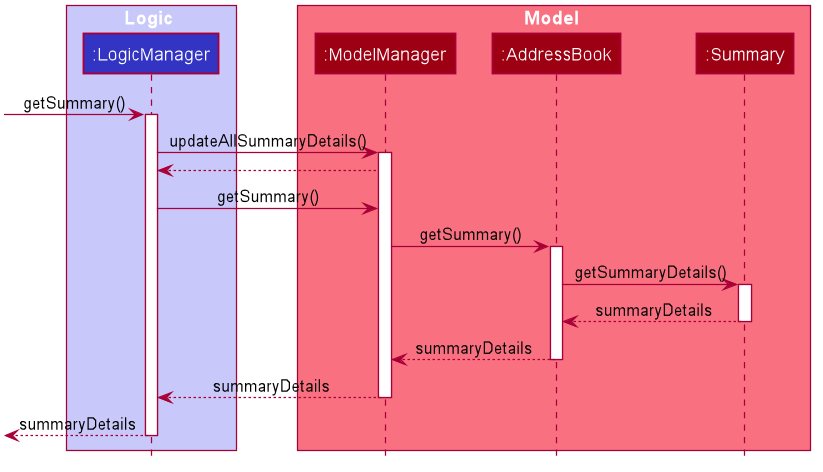 Logic
Model
:LogicManager
:ModelManager
:AddressBook
:Summary
getSummary()
updateAllSummaryDetails()
getSummary()
getSummary()
getSummaryDetails()
summaryDetails
summaryDetails
summaryDetails
summaryDetails